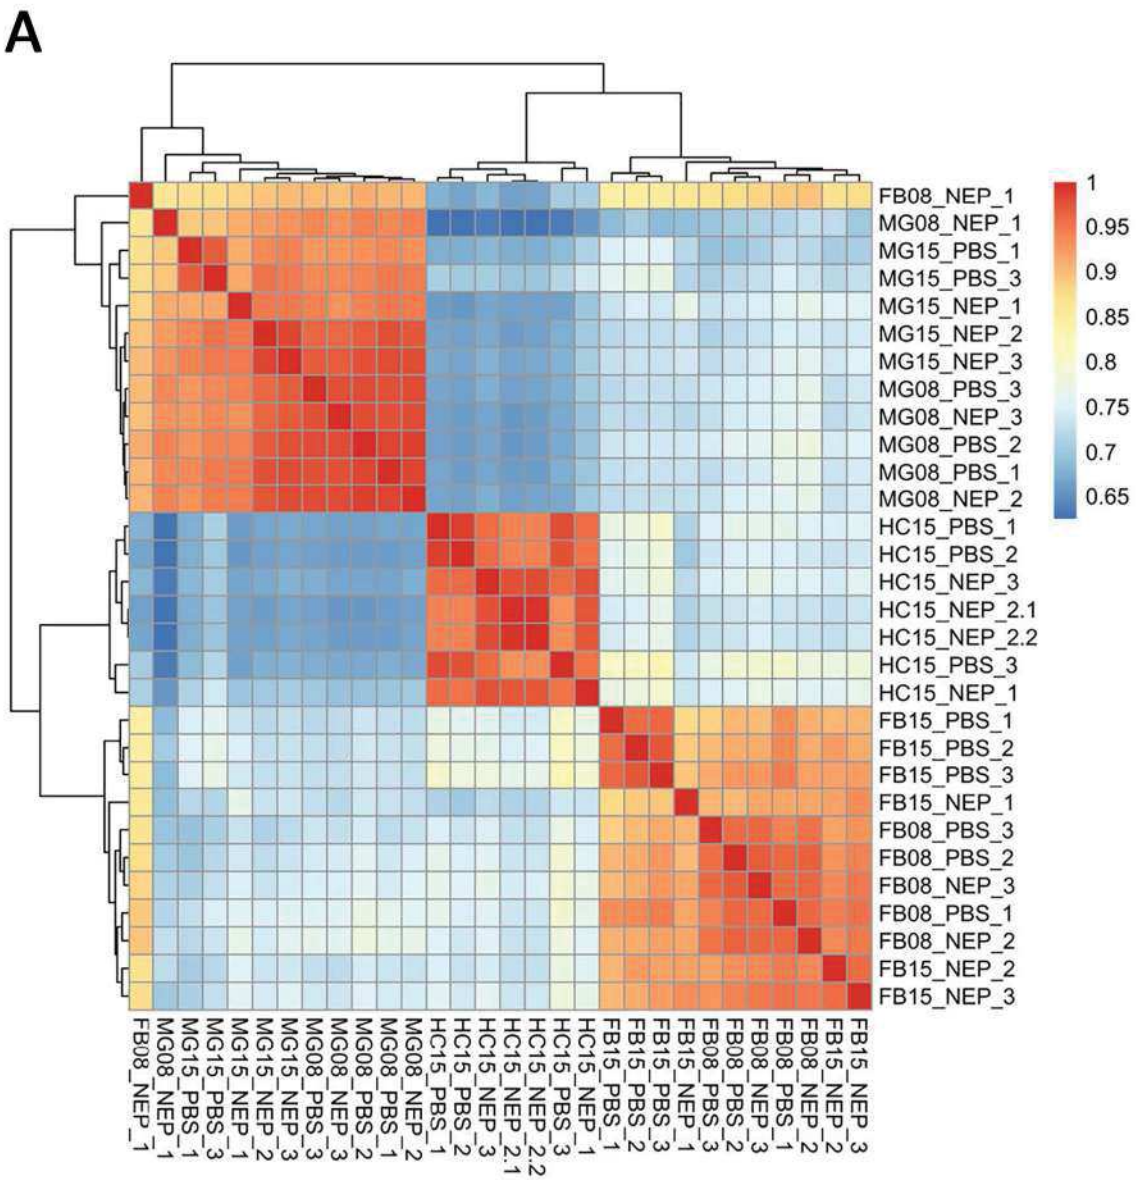 A
FB08_NEP_1
MG08_NEP_1
MG15_PBS_1
MG15_PBS_3
MG15_NEP_1
MG15_NEP_2
MG15_NEP_3
MG08_PBS_3
MG08_NEP_3
MG08_PBS_2
MG08_PBS_1
MG08_NEP_2
HC15_PBS_1
HC15_PBS_2
HC15_NEP_3
HC15_NEP_2.1
HC15_NEP_2.2
HC15_PBS_3
HC15_NEP_1
FB15_PBS_1
FB15_PBS_2
FB15_PBS_3
FB15_NEP_1
FB08_PBS_3
FB08_PBS_2
FB08_NEP_3
FB08_PBS_1
FB08_NEP_2
FB15_NEP_2
FB15_NEP_3
1
0.95
0.9
0.85
0.8
0.75
0.7
0.65
FB08_NEP_1
MG08_NEP_1
MG15_PBS_1
MG15_PBS_3
MG15_NEP_1
MG15_NEP_2
MG15_NEP_3
MG08_PBS_3
MG08_NEP_3
MG08_PBS_2
MG08_PBS_1
MG08_NEP_2
HC15_PBS_1
HC15_PBS_2
HC15_NEP_3
HC15_NEP_2.1
HC15_NEP_2.2
HC15_PBS_3
HC15_NEP_1
FB15_PBS_1
FB15_PBS_2
FB15_PBS_3
FB15_NEP_1
FB08_PBS_3
FB08_PBS_2
FB08_NEP_3
FB08_PBS_1
FB08_NEP_2
FB15_NEP_2
FB15_NEP_3